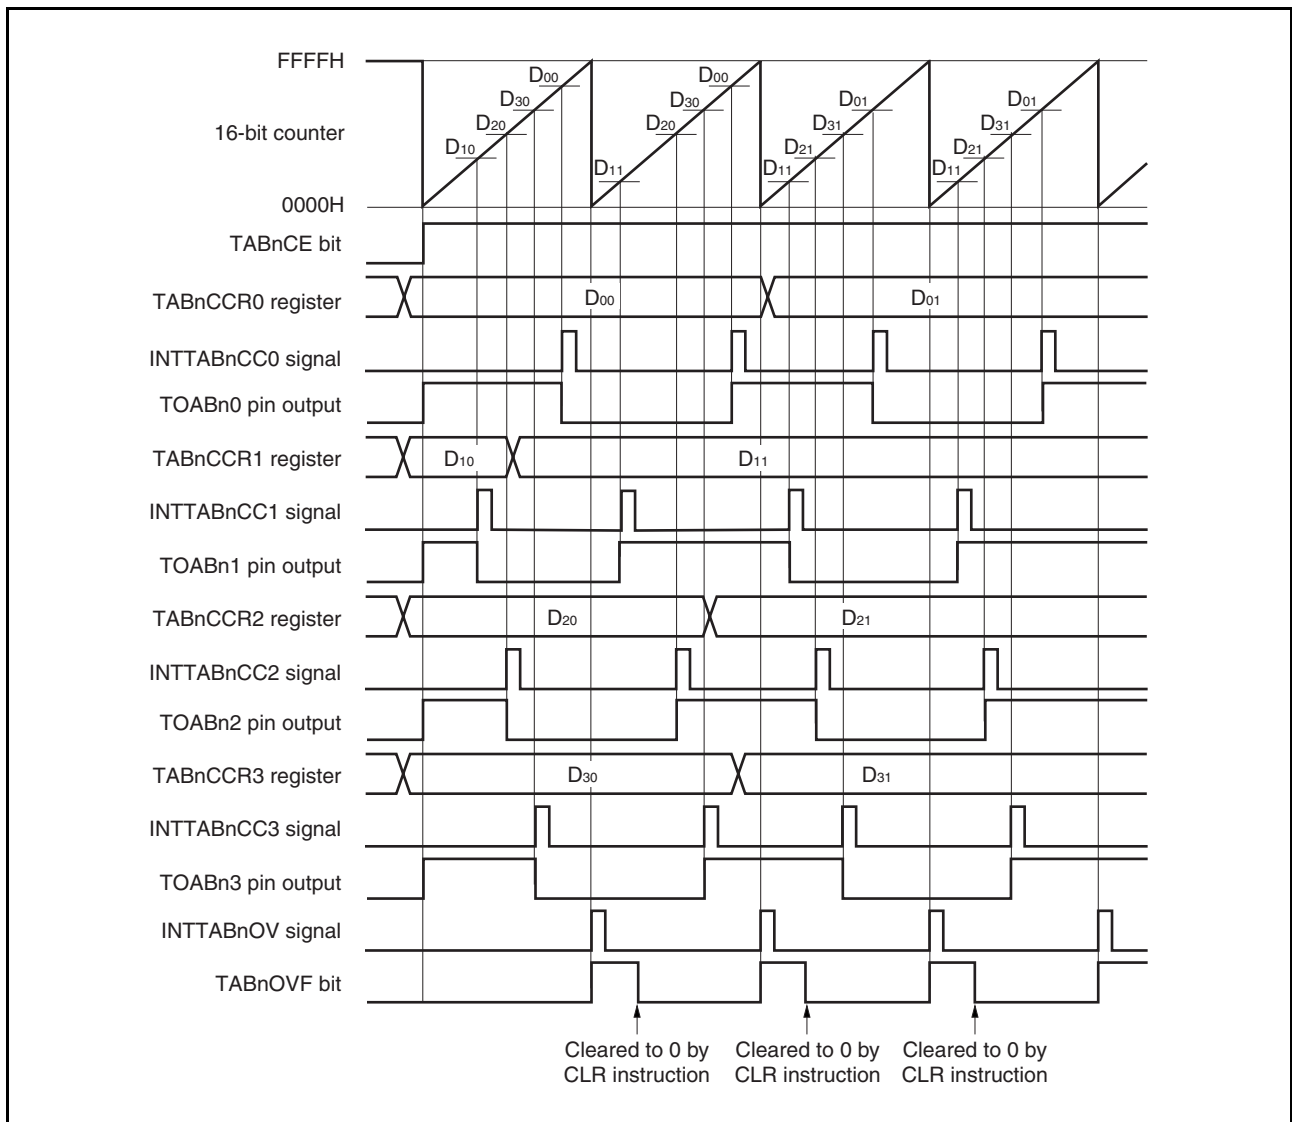 FFFFH
16-bit counter
0000H
D10 D20 D30 D00 D11 D20 D30 D00 D11 D21 D31 D01 D11 D21 D31 D01
TABnCE bit
TABnCCR0 register D00 D01
INTTABnCC0 signal
TOABn0 pin output
TABnCCR1 register D10 D11
INTTABnCC1 signal
TOABn1 pin output
TABnCCR2 register D20 D21
INTTABnCC2 signal
TOABn2 pin output
TABnCCR3 register D30 D31
INTTABnCC3 signal
TOABn3 pin output
INTTABnOV signal
TABnOVF bit
Cleared to 0 by
CLR instruction
Cleared to 0 by
CLR instruction
Cleared to 0 by
CLR instruction